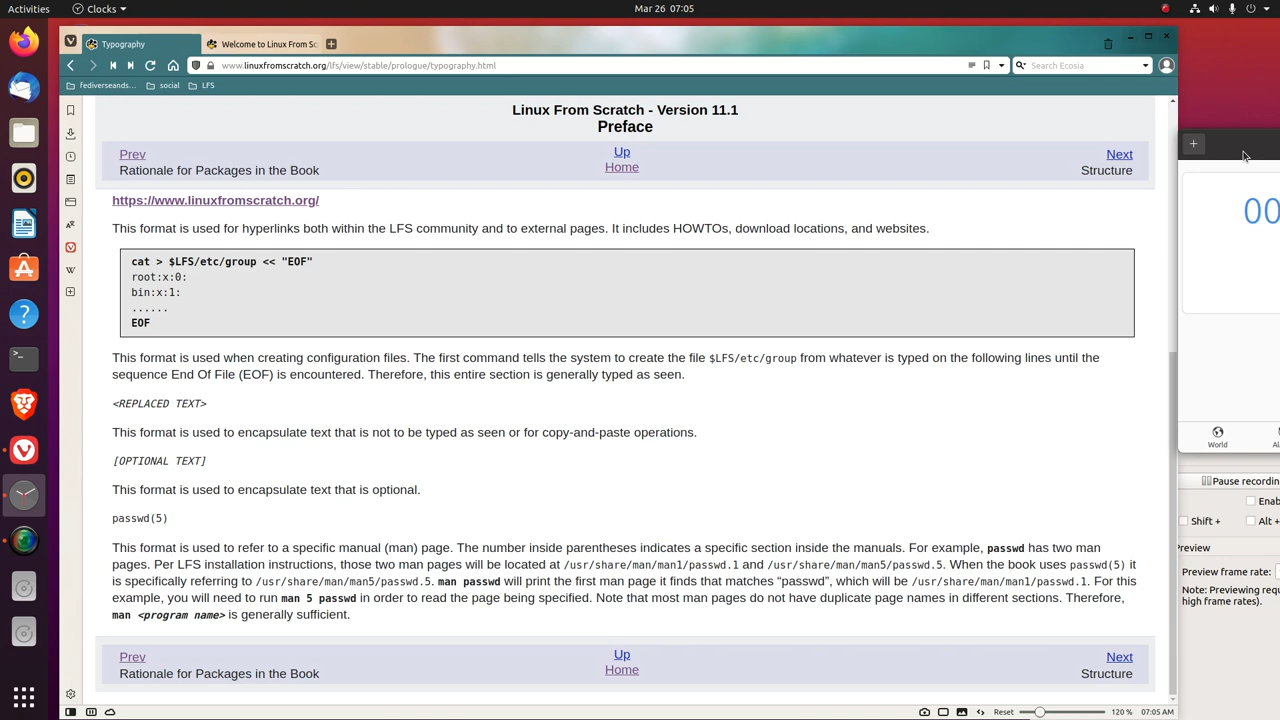 Activities
Clocks
Mar 26 07:05
Typography
Welcome to Linux From Sc
www.linuxfromscratch.org/lfs/view/stable/prologue/typography.html
Search Ecosia
fediverseands...
social
LFS
Linux From Scratch - Version 11.1
Preface
Prev
Up
Next
Rationale for Packages in the Book
Home
Structure
https://www.linuxfromscratch.org/
This format is used for hyperlinks both within the LFS community and to external pages. It includes HOWTOs, download locations, and websites.
cat > $LFS/etc/group << "EOF"
root:x:0:
bin:x:1:
......
EOF
This format is used when creating configuration files. The first command tells the system to create the file $LFS/etc/group from whatever is typed on the following lines until the
sequence End Of File (EOF) is encountered. Therefore, this entire section is generally typed as seen.
<REPLACED TEXT>
This format is used to encapsulate text that is not to be typed as seen or for copy-and-paste operations.
[OPTIONAL TEXT]
This format is used to encapsulate text that is optional.
passwd(5)
This format is used to refer to a specific manual (man) page. The number inside parentheses indicates a specific section inside the manuals. For example, passwd has two man
pages. Per LFS installation instructions, those two man pages will be located at /usr/share/man/man1/passwd.1 and /usr/share/man/man5/passwd.5. When the book uses passwd(5) it
is specifically referring to /usr/share/man/man5/passwd.5. man passwd will print the first man page it finds that matches “passwd”, which will be /usr/share/man/man1/passwd.1. For this
example, you will need to run man 5 passwd in order to read the page being specified. Note that most man pages do not have duplicate page names in different sections. Therefore,
man <program name> is generally sufficient.
Prev
Up
Next
Rationale for Packages in the Book
Home
Structure
Reset
120 %
07:05 AM
00
World
Pause recordin
Enab
Shift +
Alt +
Preview
Preview frame rate:
Note: Previewing requ
high frame rates).